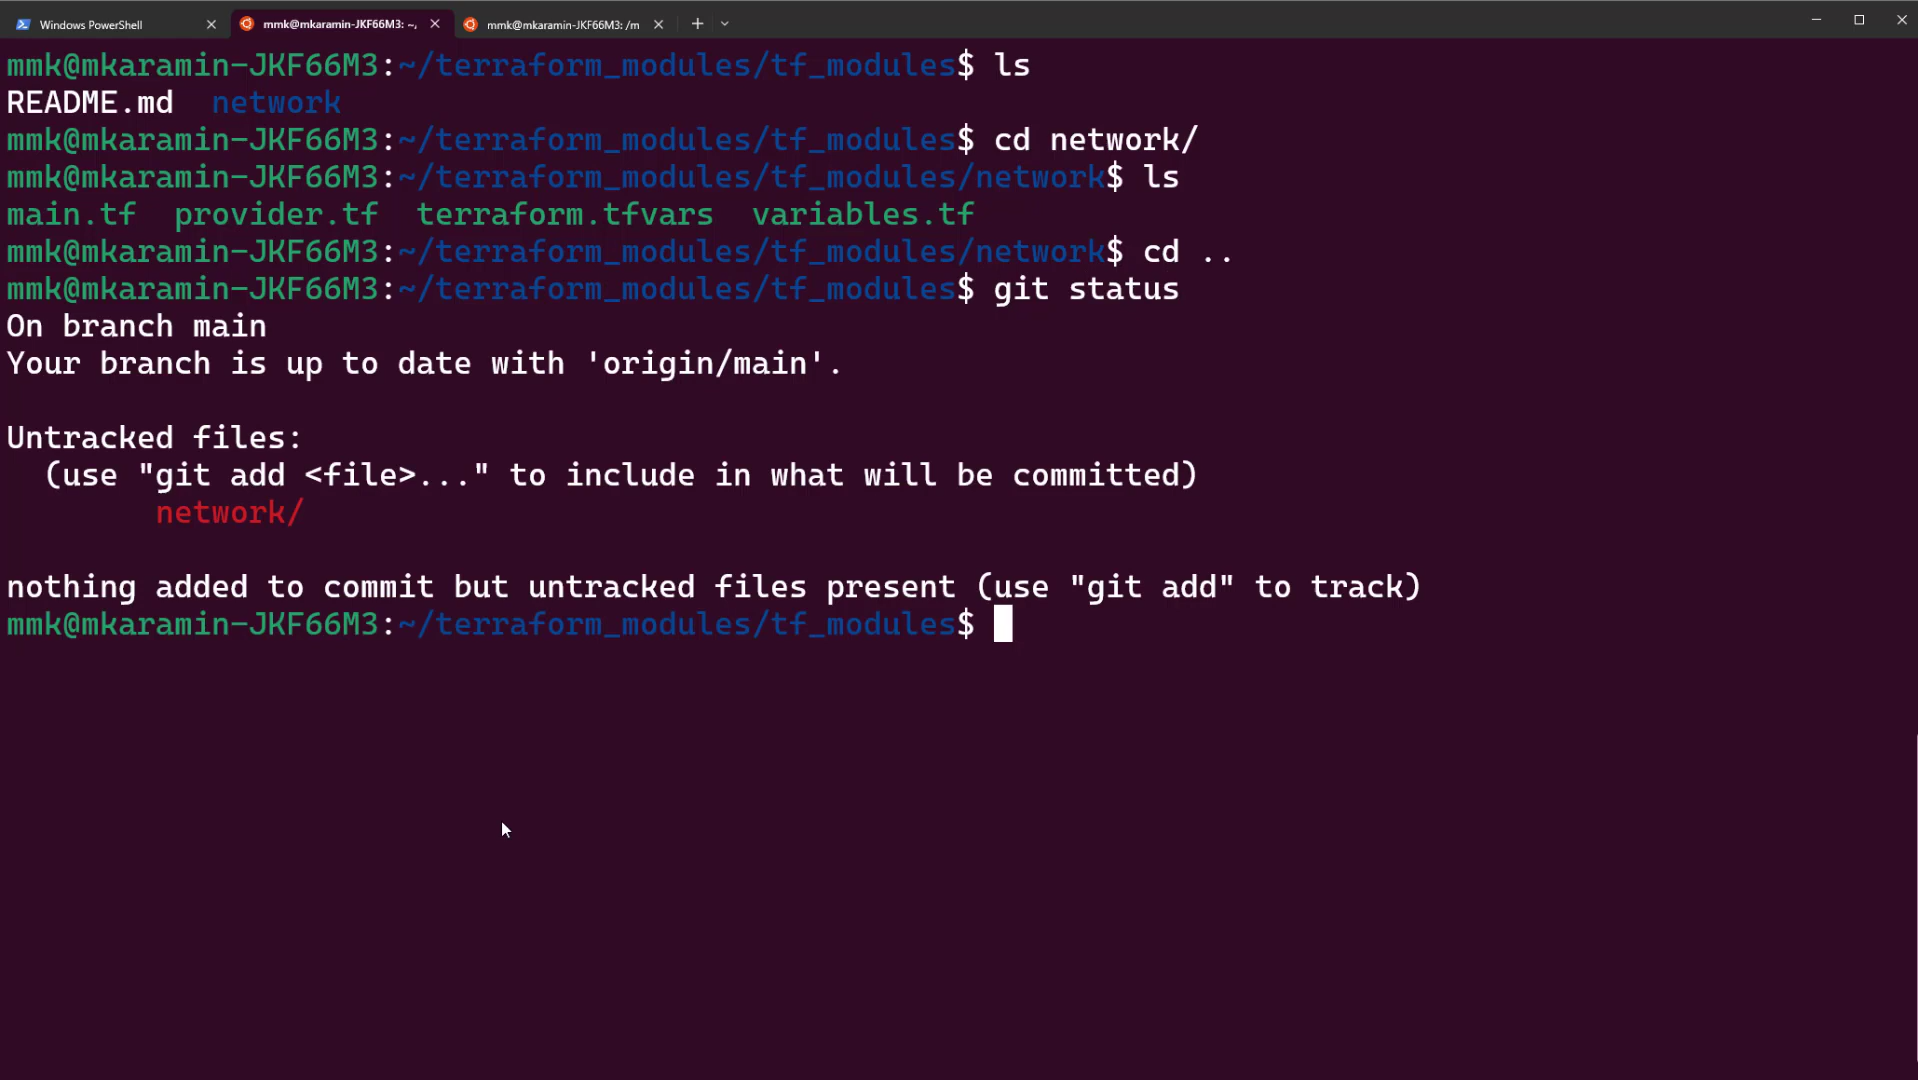 Windows PowerShell
mmk@mkaramin-JKF66M3: ~,
mmk@mkaramin-JKF66M3: /m
mmk@mkaramin-JKF66M3:~/terraform_modules/tf_modules$ ls
README.md  network
mmk@mkaramin-JKF66M3:~/terraform_modules/tf_modules$ cd network/
mmk@mkaramin-JKF66M3:~/terraform_modules/tf_modules/network$ ls
main.tf  provider.tf  terraform.tfvars  variables.tf
mmk@mkaramin-JKF66M3:~/terraform_modules/tf_modules/network$ cd ..
mmk@mkaramin-JKF66M3:~/terraform_modules/tf_modules$ git status
On branch main
Your branch is up to date with 'origin/main'.
Untracked files:
  (use "git add <file>..." to include in what will be committed)
        network/
nothing added to commit but untracked files present (use "git add" to track)
mmk@mkaramin-JKF66M3:~/terraform_modules/tf_modules$